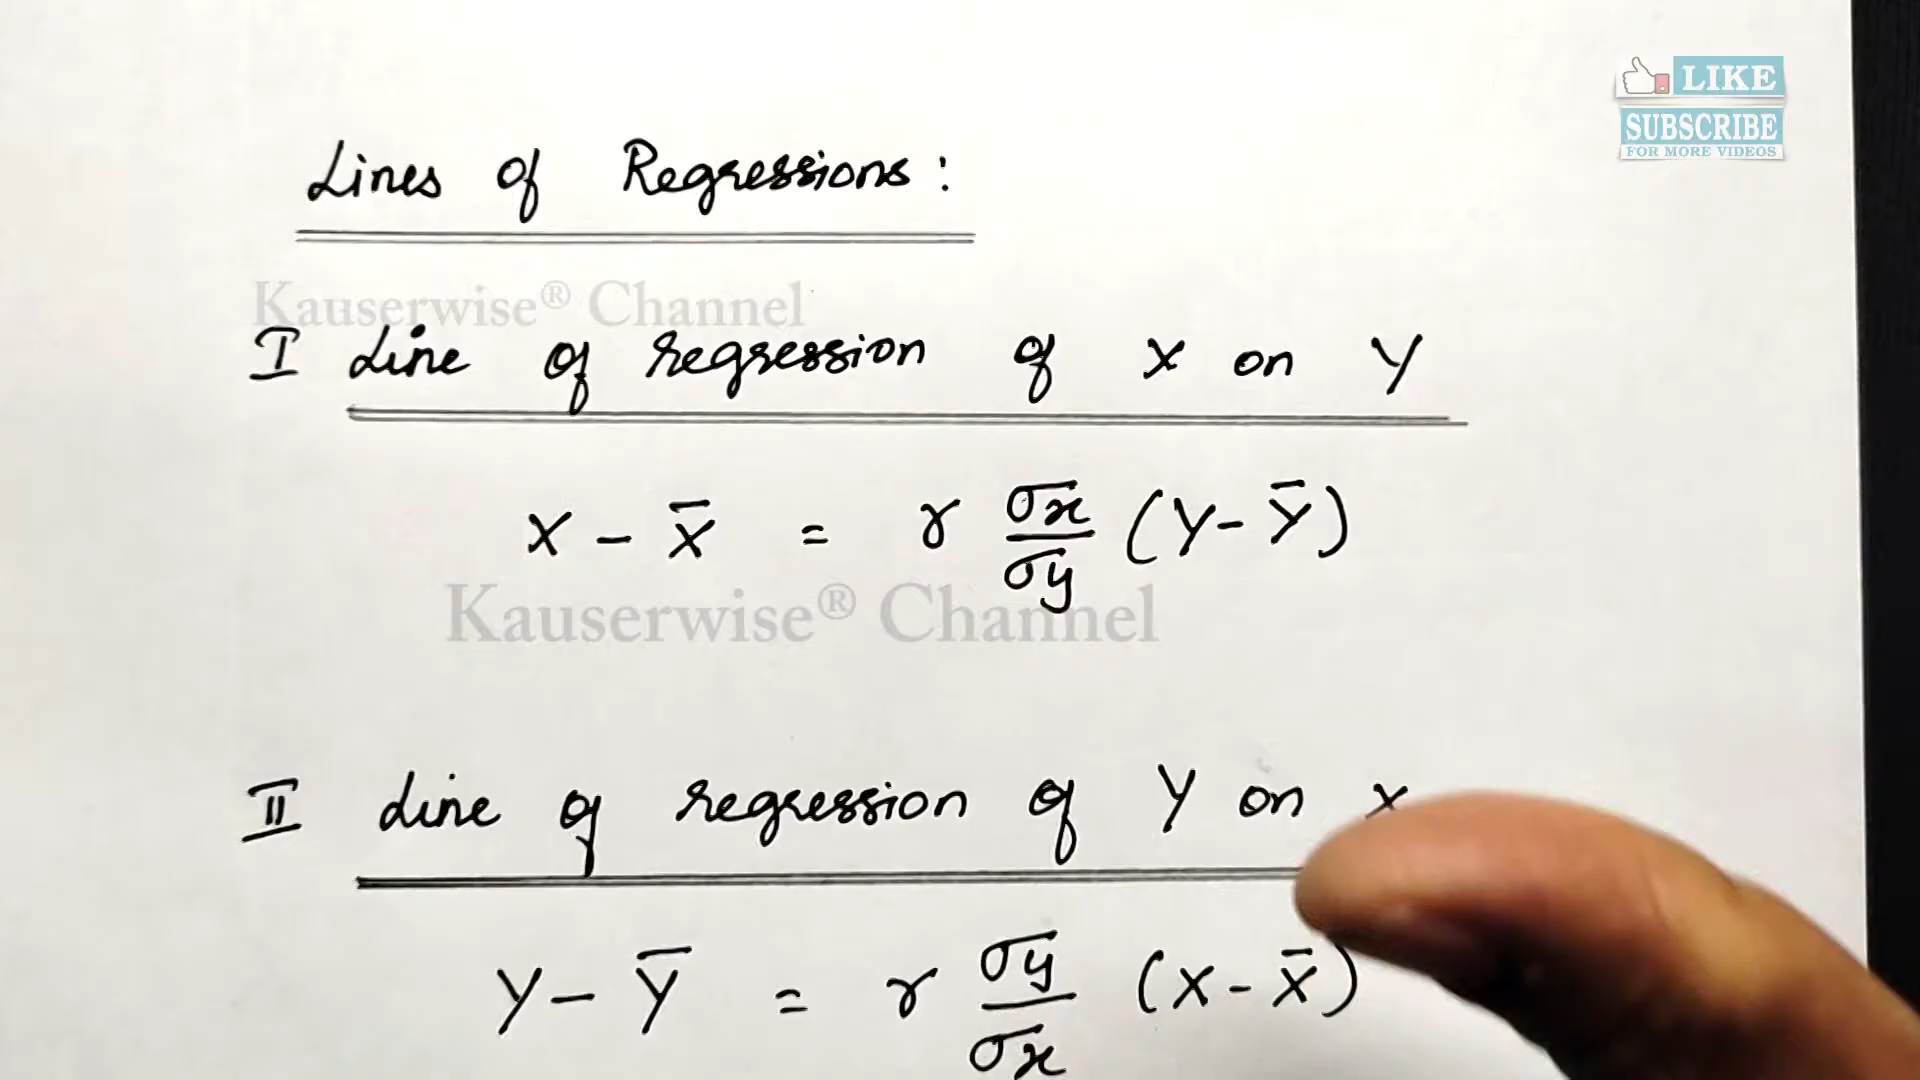 LIKE
SUBSCRIBE
FOR MORE VIDEOS
Lines of Regressions:
Kauserwise® Channel
I Line of regression of X on Y
X - X̄ = r σx/σy (Y - Ȳ)
Kauserwise® Channel
II Line of regression of Y on X
Y - Ȳ = r σy/σx (X - X̄)